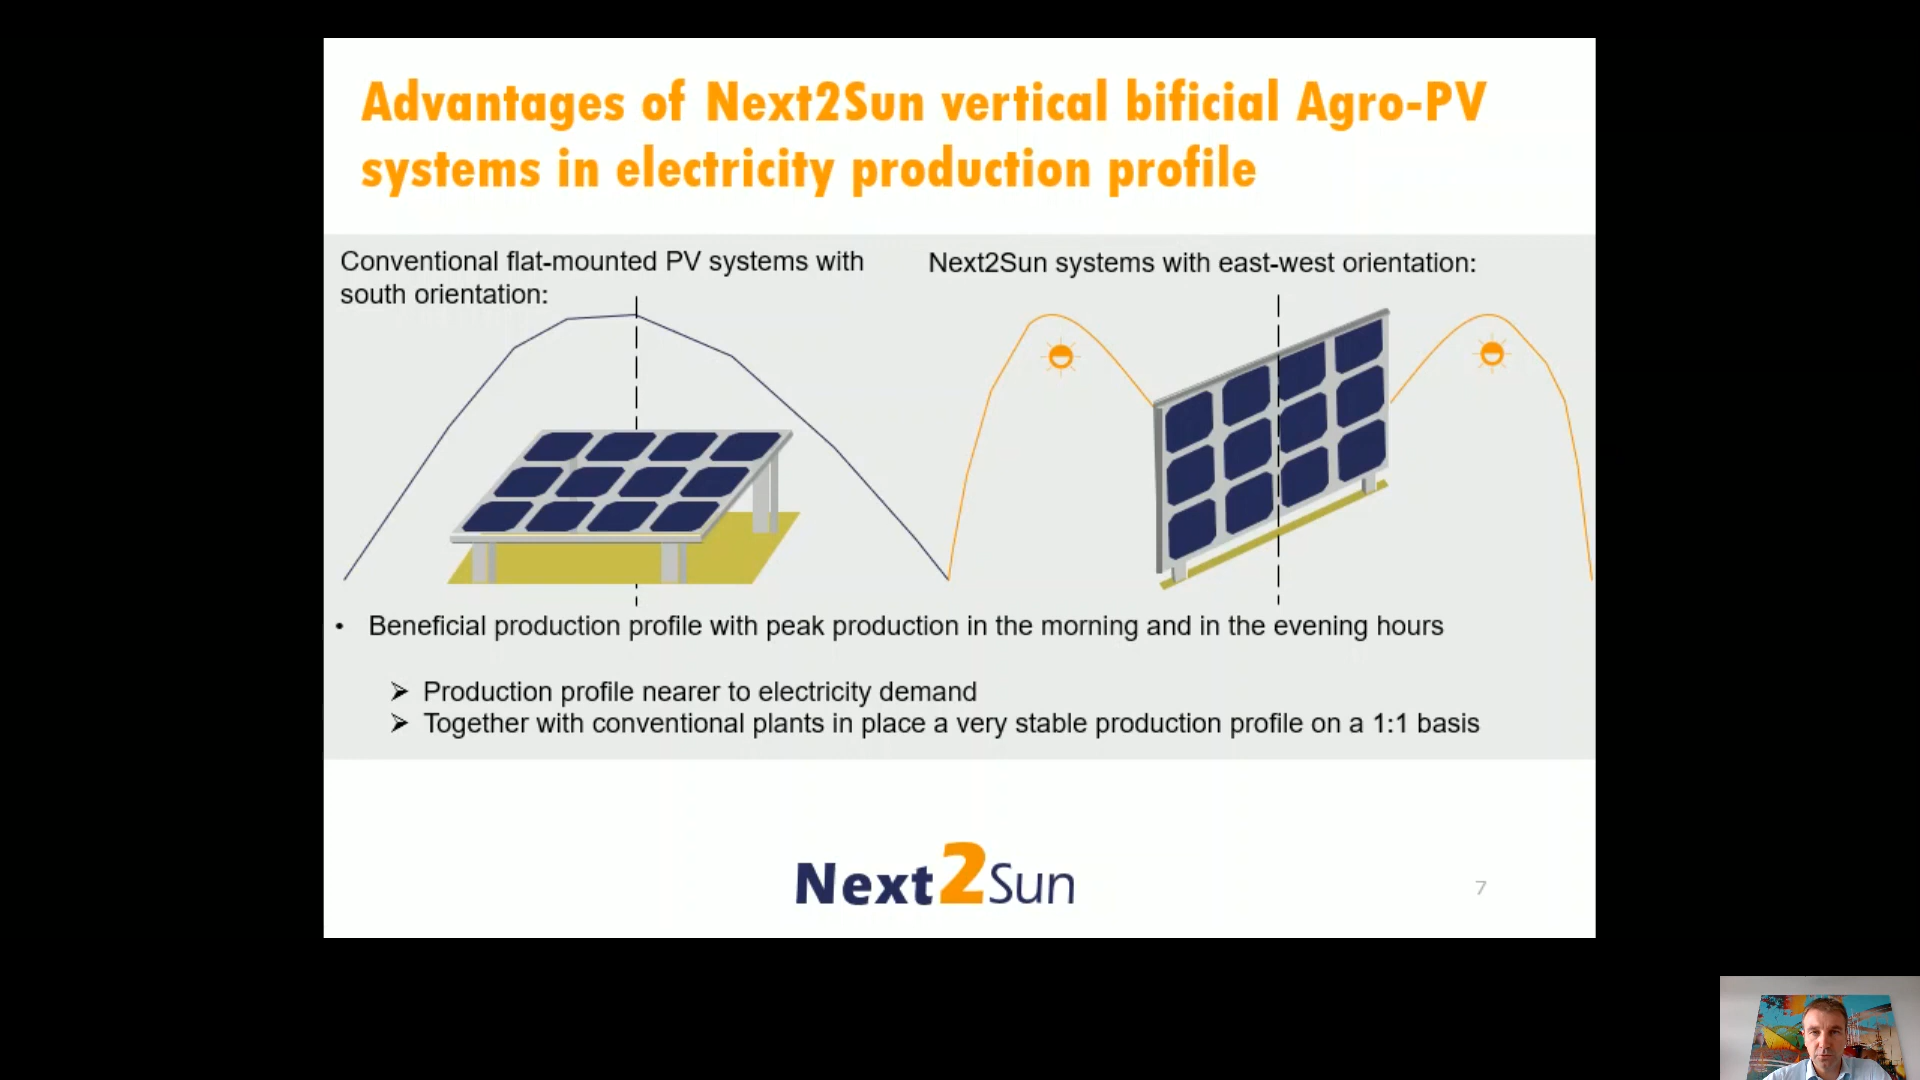 Advantages of Next2Sun vertical bificial Agro-PV
systems in electricity production profile
Conventional flat-mounted PV systems with
south orientation:
Next2Sun systems with east-west orientation:
• Beneficial production profile with peak production in the morning and in the evening hours
➢ Production profile nearer to electricity demand
➢ Together with conventional plants in place a very stable production profile on a 1:1 basis
Next2Sun
7